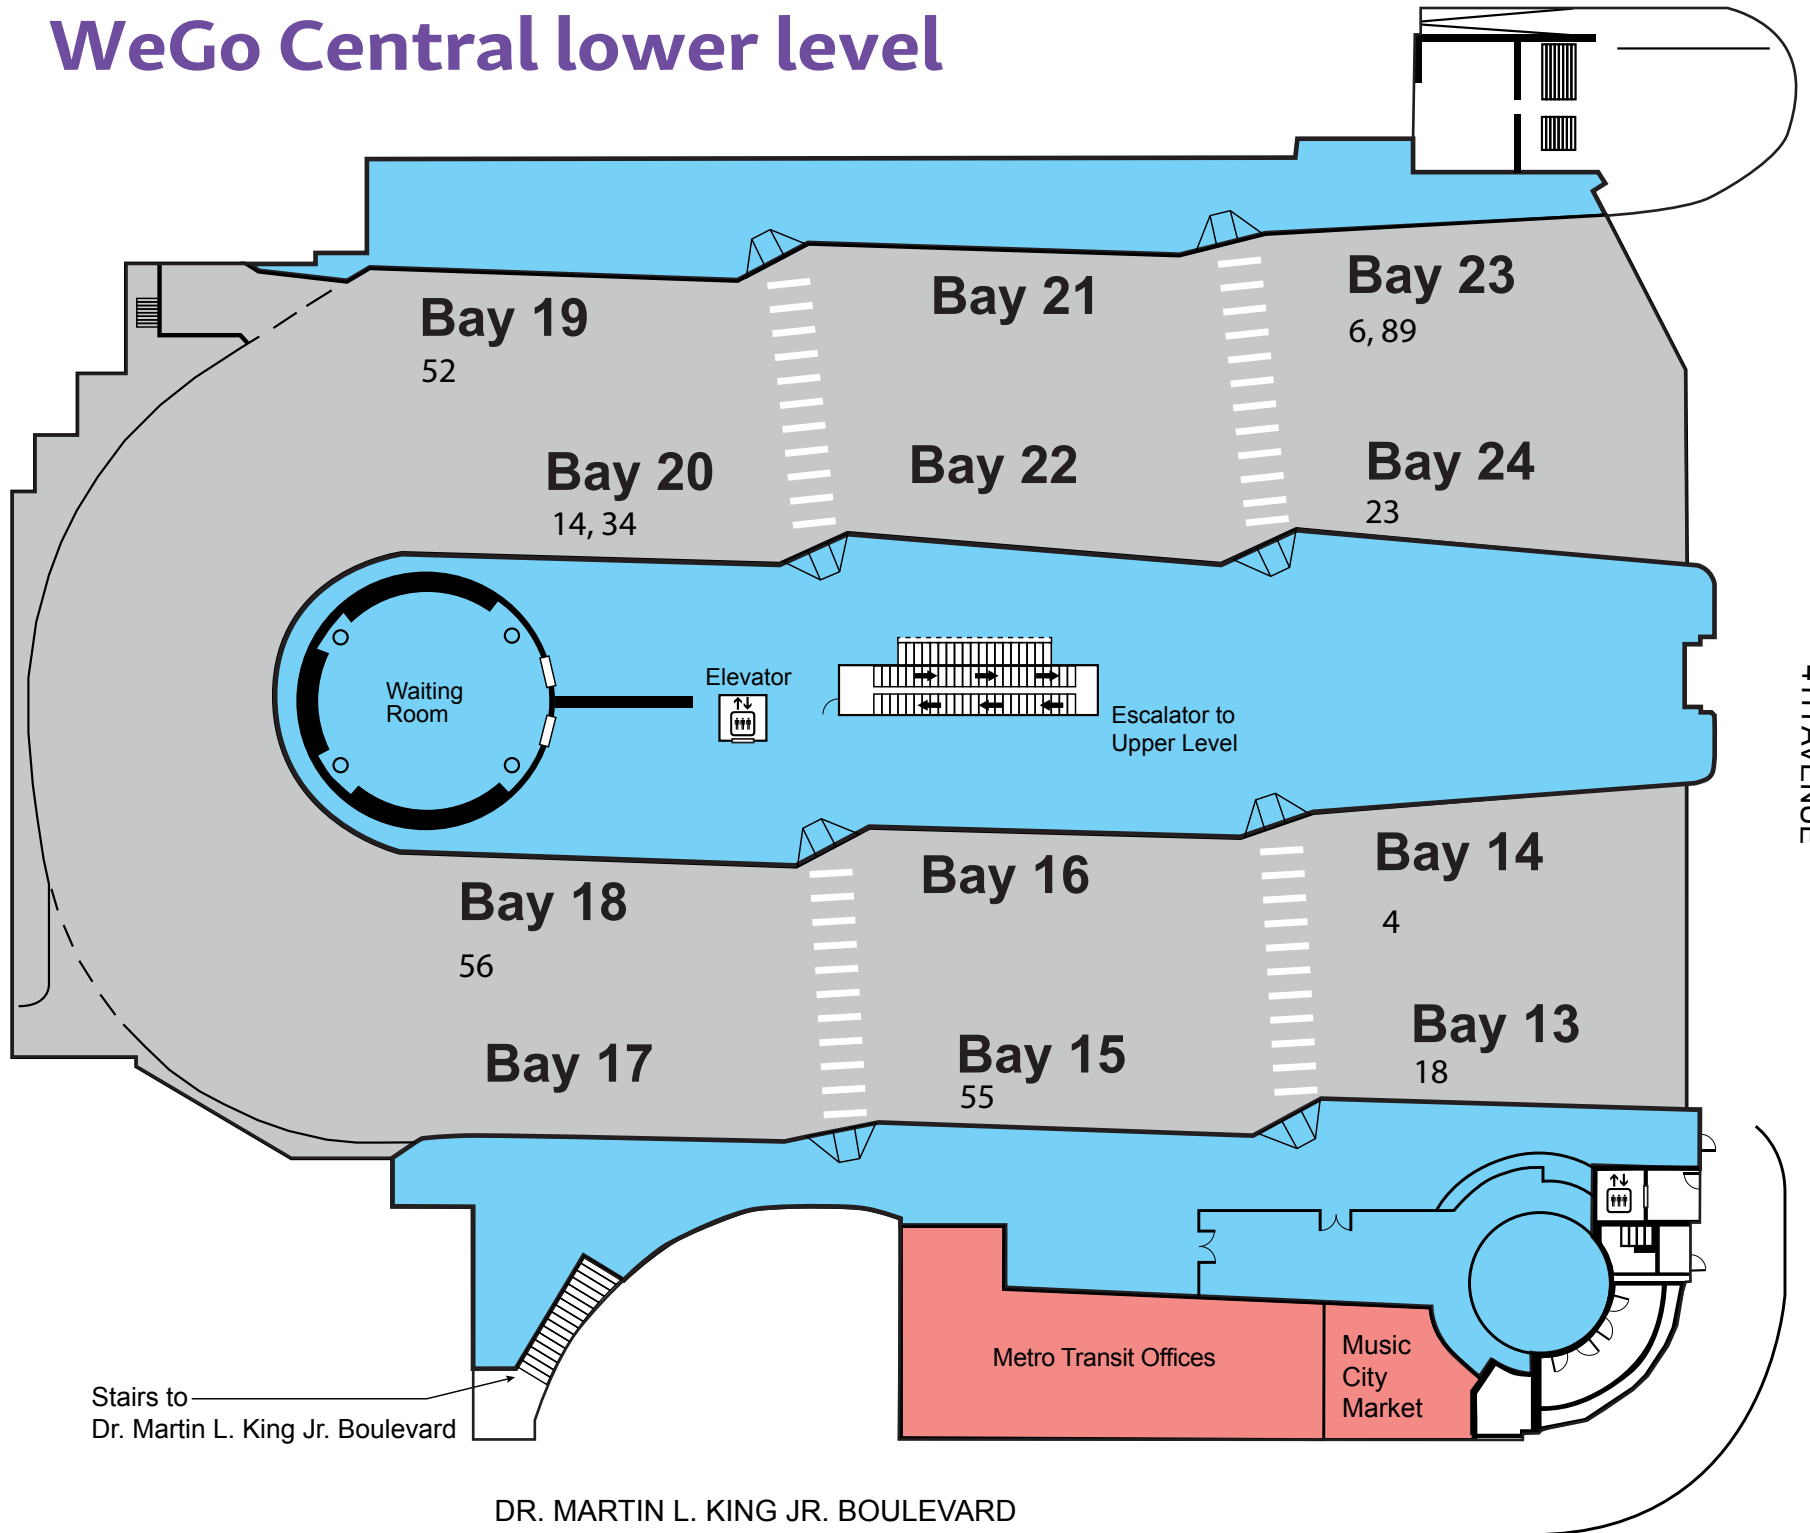 WeGo Central lower level
Bay 19
52
Bay 21
Bay 23
6, 89
Bay 20
14, 34
Bay 22
Bay 24
23
Waiting
Room
Elevator
Escalator to
Upper Level
4TH AVENUE
Bay 18
56
Bay 16
Bay 14
4
Bay 17
Bay 15
55
Bay 13
18
Metro Transit Offices
Music
City
Market
Stairs to
Dr. Martin L. King Jr. Boulevard
DR. MARTIN L. KING JR. BOULEVARD